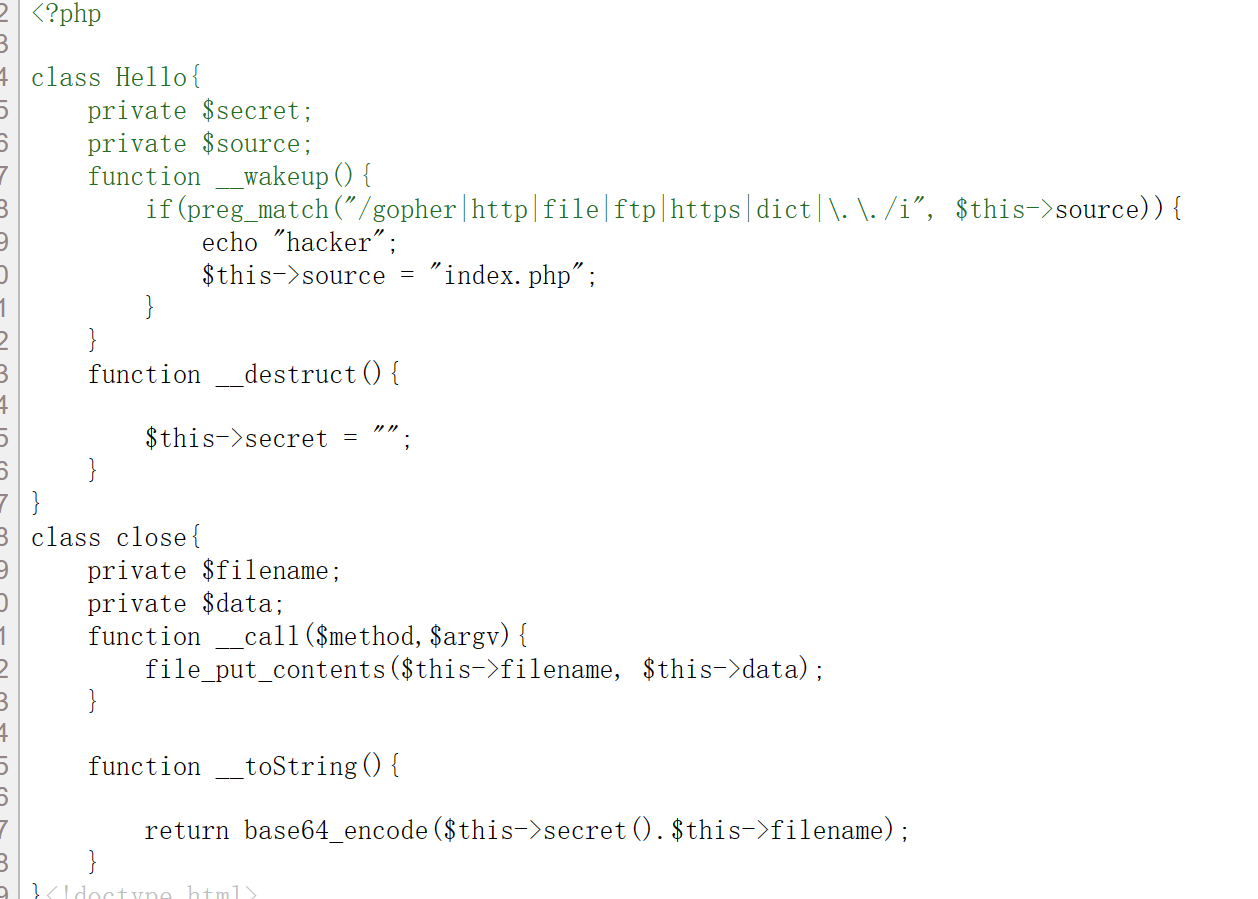 2 <?php
3
4 class Hello{
5     private $secret;
6     private $source;
7     function __wakeup(){
8         if(preg_match("/gopher|http|file|ftp|https|dict|\.\./i", $this->source)){
9             echo "hacker";
0             $this->source = "index.php";
1         }
2     }
3     function __destruct(){
4
5         $this->secret = "";
6     }
7 }
8 class close{
9     private $filename;
0     private $data;
1     function __call($method,$argv){
2         file_put_contents($this->filename, $this->data);
3     }
4
5     function __toString(){
6
7         return base64_encode($this->secret().$this->filename);
8     }
9 }<!doctype html>